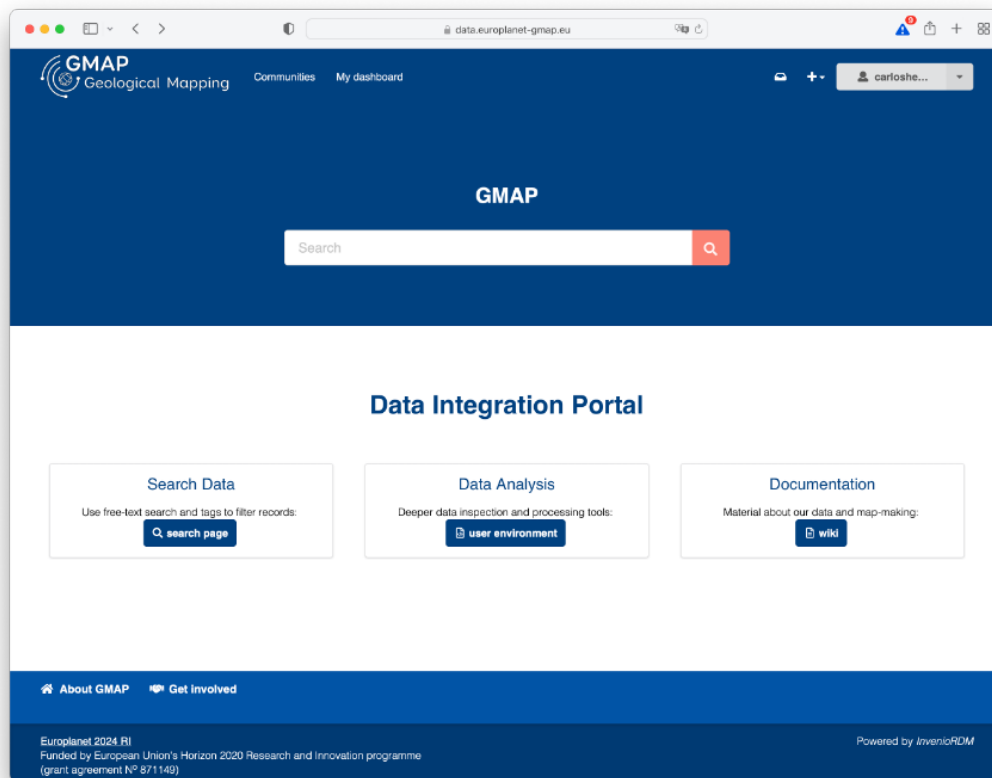 data.europlanet-gmap.eu
9
GMAP
Geological Mapping
Communities
My dashboard
carloshe...
GMAP
Search
Data Integration Portal
Search Data
Use free-text search and tags to filter records:
search page
Data Analysis
Deeper data inspection and processing tools:
user environment
Documentation
Material about our data and map-making:
wiki
About GMAP
Get involved
Europlanet 2024 RI
Funded by European Union's Horizon 2020 Research and Innovation programme
(grant agreement Nº 871149)
Powered by InvenioRDM